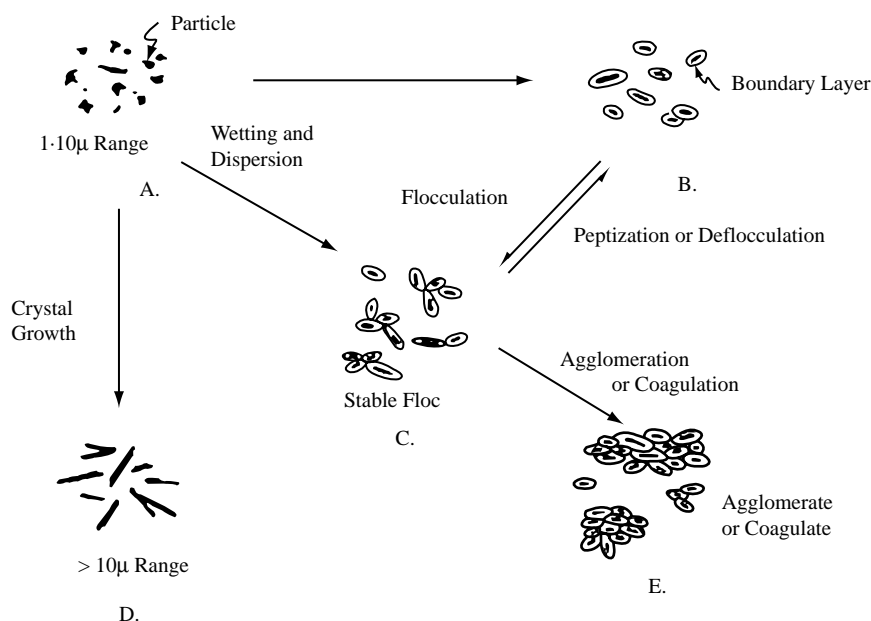 Particle
1·10μ Range
A.
Boundary Layer
B.
Wetting and
Dispersion
Flocculation
Peptization or Deflocculation
Crystal
Growth
Stable Floc
C.
Agglomeration
or Coagulation
> 10μ Range
D.
Agglomerate
or Coagulate
E.